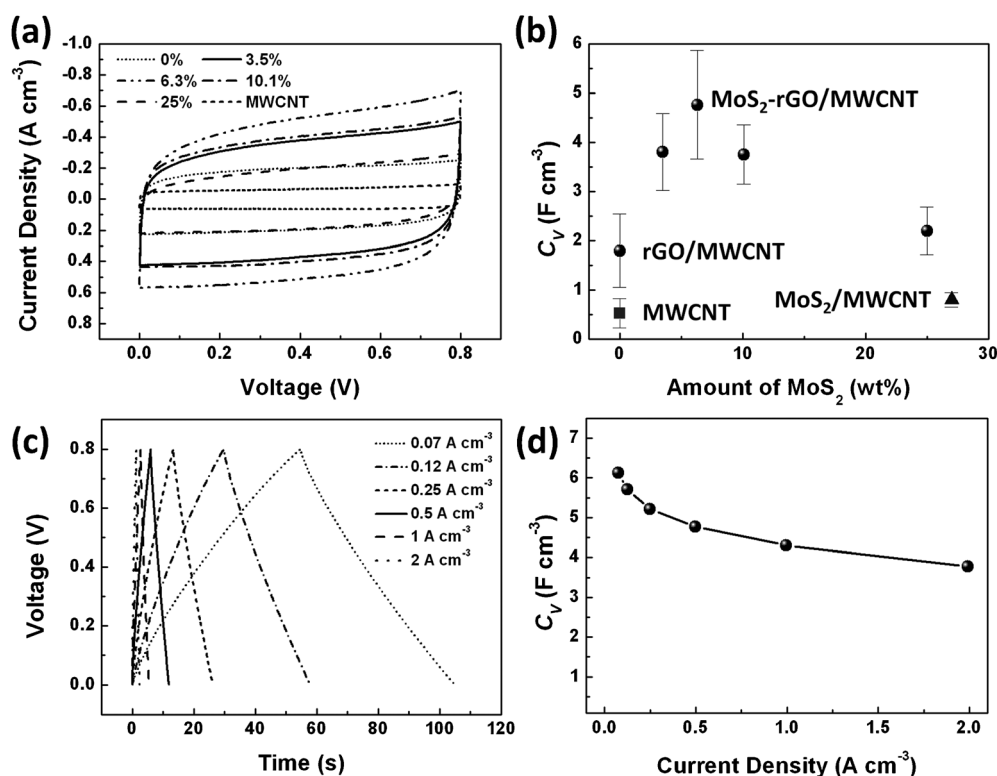 (a)
0% 3.5%
6.3% 10.1%
25% MWCNT
-1.0
-0.8
-0.6
-0.4
-0.2
0.0
0.2
0.4
0.6
0.8
0.0 0.2 0.4 0.6 0.8
Current Density (A cm⁻³)
Voltage (V)
(b)
6
5
4
3
2
1
0
0 10 20 30
C_V (F cm⁻³)
Amount of MoS₂ (wt%)
MoS₂-rGO/MWCNT
rGO/MWCNT
MWCNT
MoS₂/MWCNT
(c)
0.07 A cm⁻³
0.12 A cm⁻³
0.25 A cm⁻³
0.5 A cm⁻³
1 A cm⁻³
2 A cm⁻³
0.8
0.6
0.4
0.2
0.0
0 20 40 60 80 100 120
Voltage (V)
Time (s)
(d)
7
6
5
4
3
2
1
0.0 0.5 1.0 1.5 2.0
C_V (F cm⁻³)
Current Density (A cm⁻³)